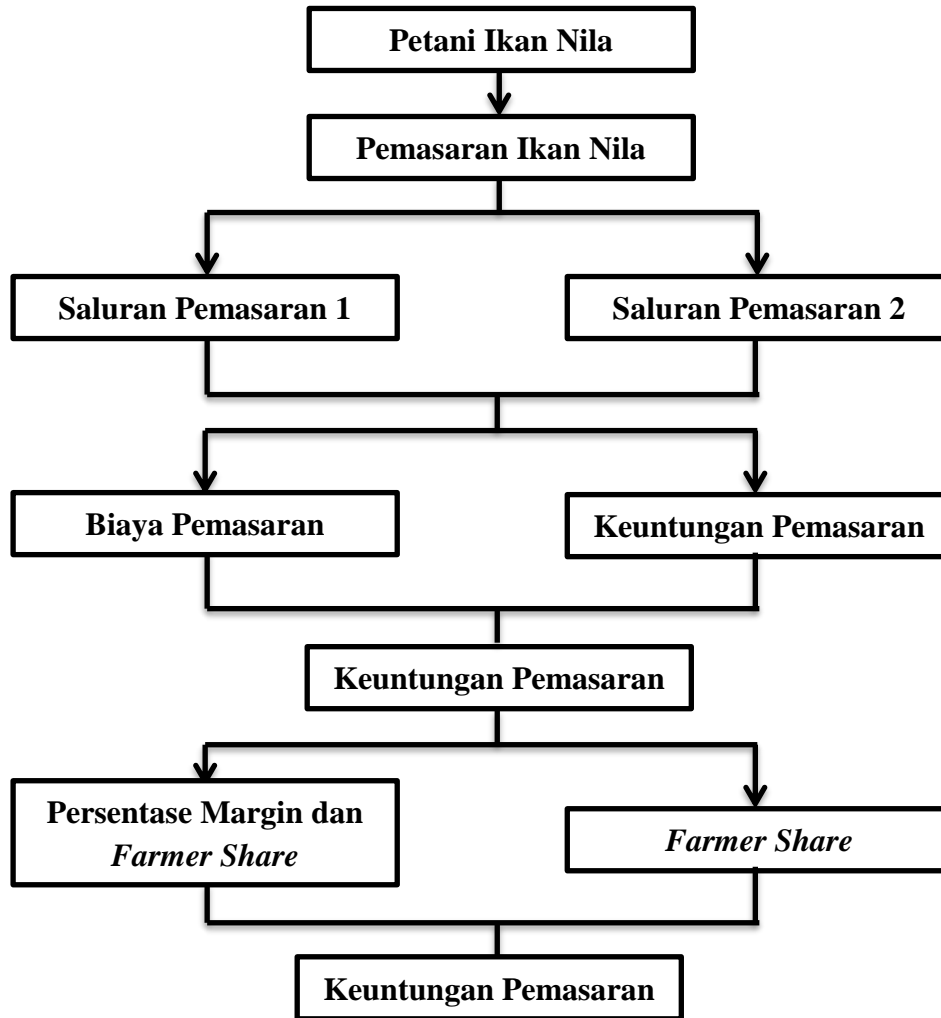 Petani Ikan Nila
Pemasaran Ikan Nila
Saluran Pemasaran 1
Saluran Pemasaran 2
Biaya Pemasaran
Keuntungan Pemasaran
Keuntungan Pemasaran
Persentase Margin dan
Farmer Share
Farmer Share
Keuntungan Pemasaran